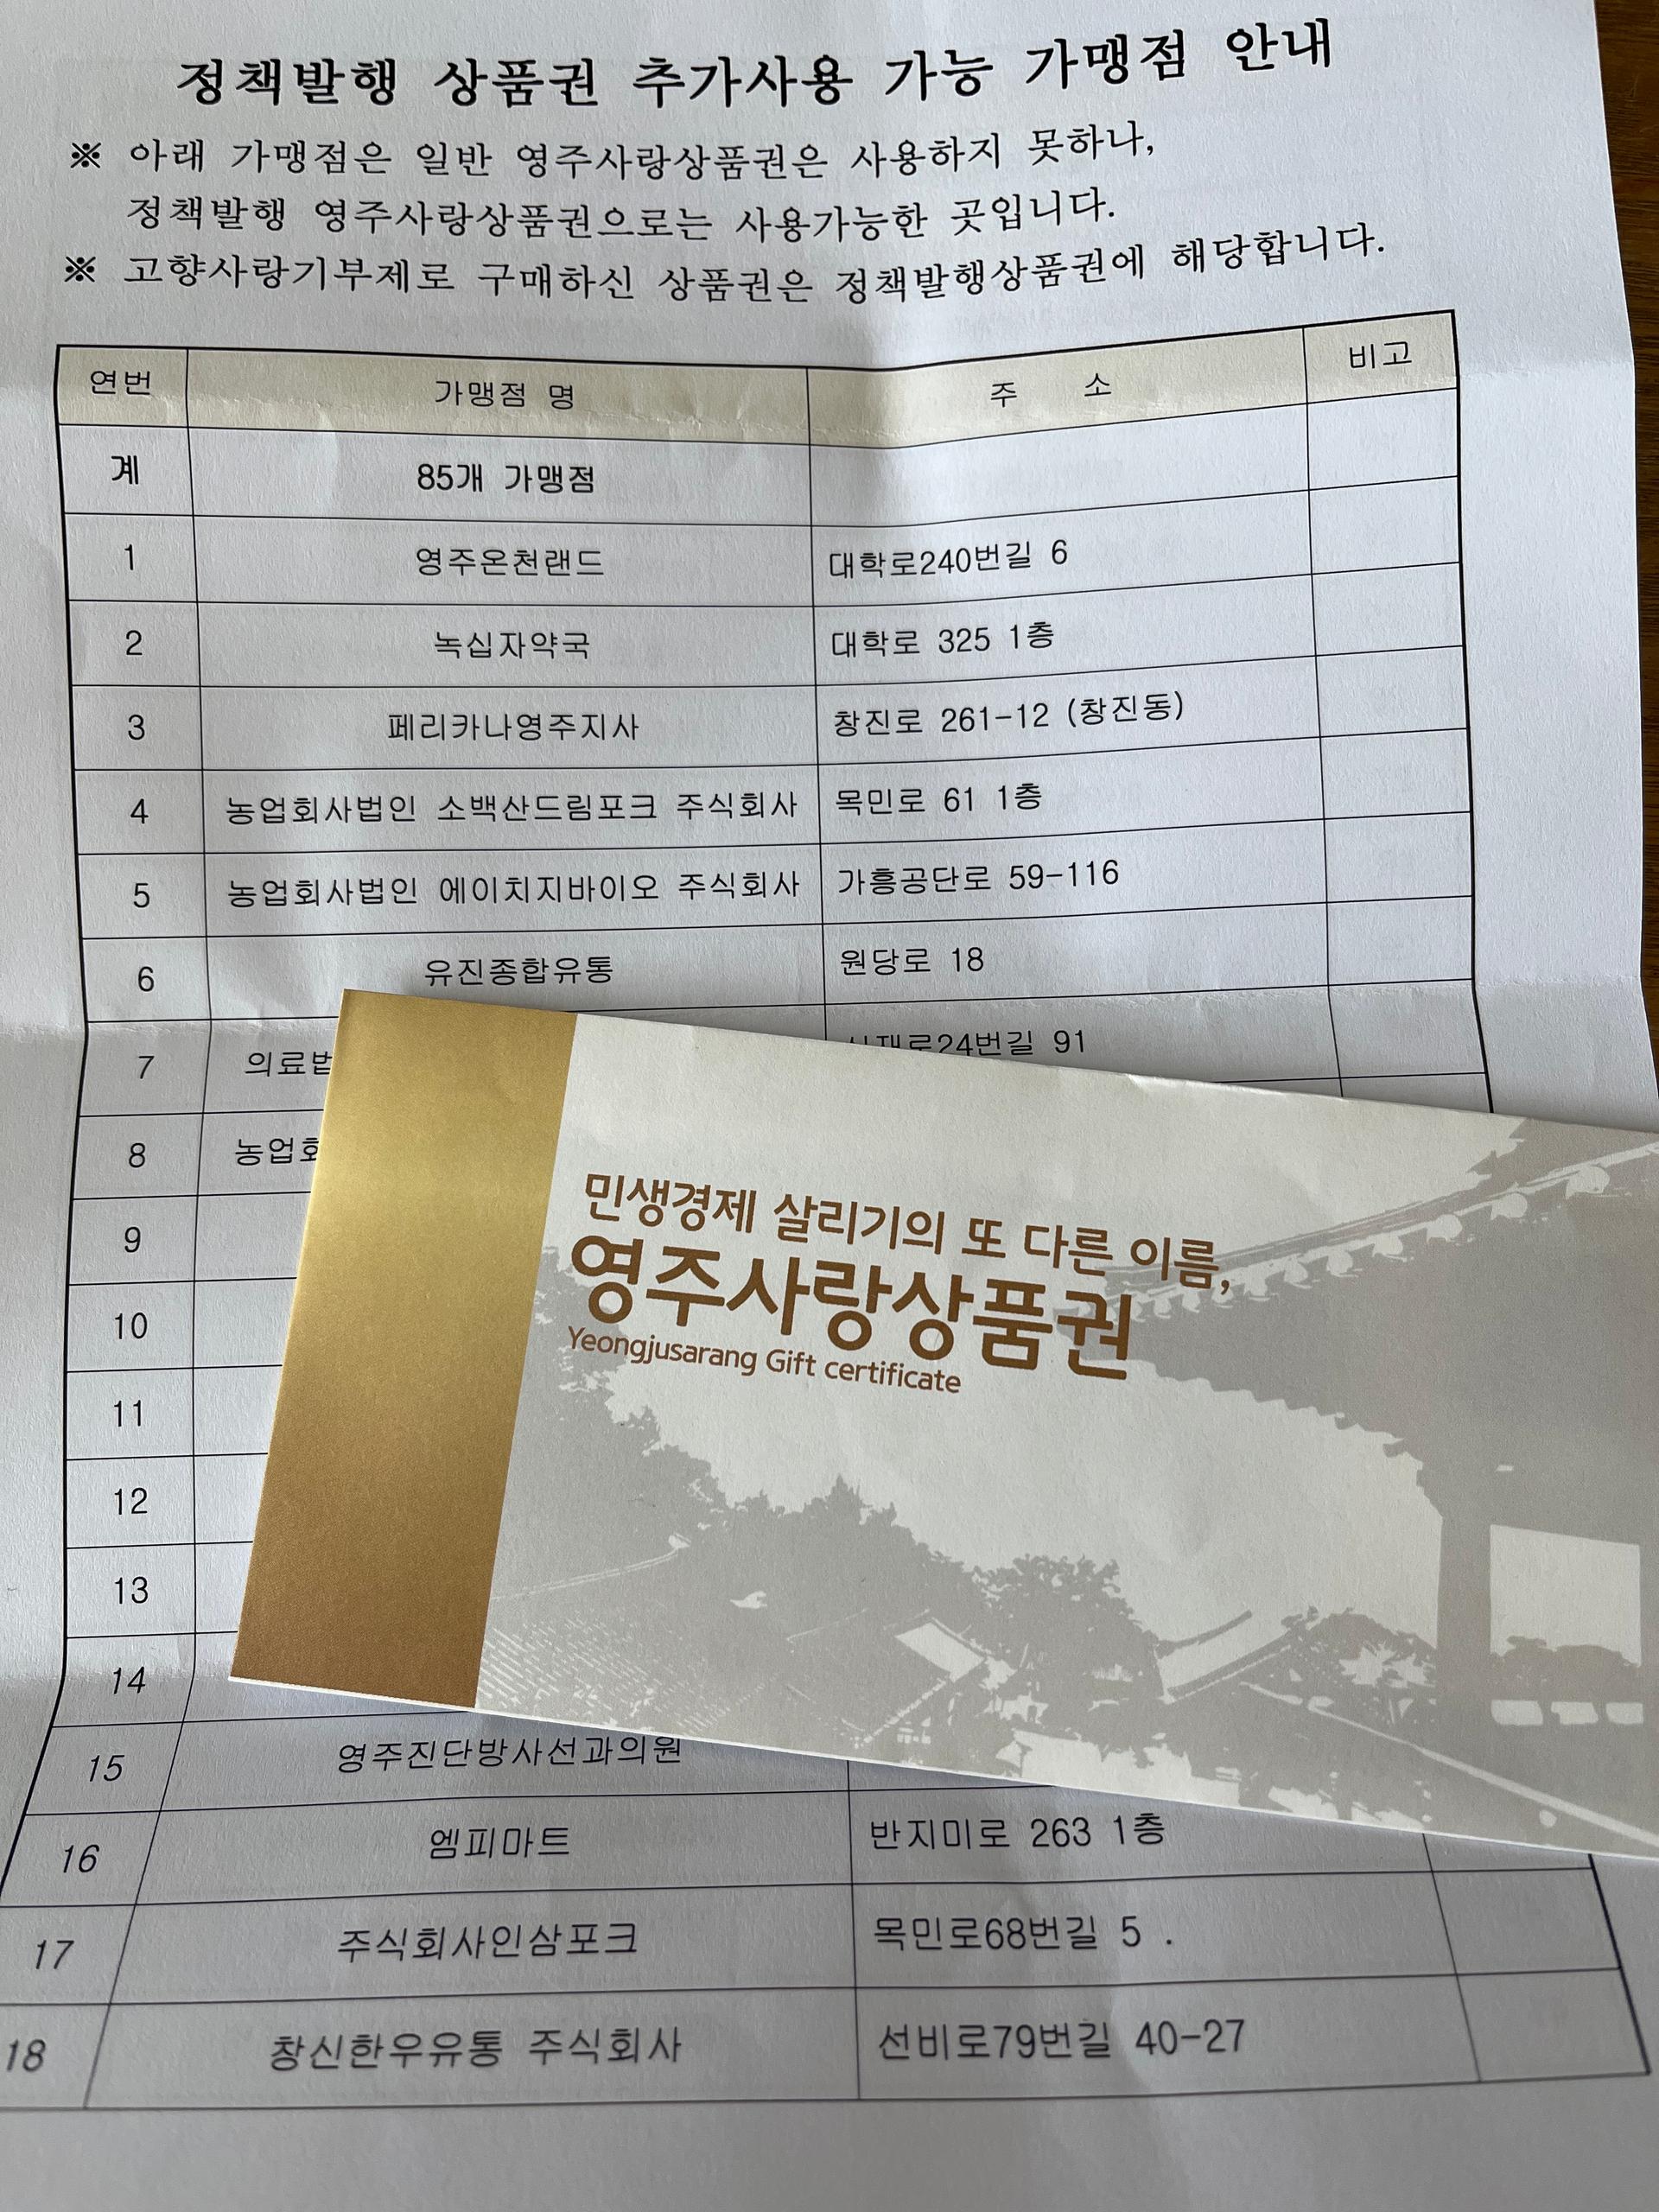 정책발행 상품권 추가사용 가능 가맹점 안내
※ 아래 가맹점은 일반 영주사랑상품권은 사용하지 못하나,
정책발행 영주사랑상품권으로는 사용가능한 곳입니다.
※ 고향사랑기부제로 구매하신 상품권은 정책발행상품권에 해당합니다.
연번 가맹점 명 주 소 비고
계 85개 가맹점
1 영주온천랜드 대학로240번길 6
2 녹십자약국 대학로 325 1층
3 페리카나영주지사 창진로 261-12 (창진동)
4 농업회사법인 소백산드림포크 주식회사 목민로 61 1층
5 농업회사법인 에이치지바이오 주식회사 가흥공단로 59-116
6 유진종합유통 원당로 18
7 91
8
9
10
11
12
13
14
민생경제 살리기의 또 다른 이름,
영주사랑상품권
Yeongjusarang Gift certificate
15 영주진단방사선과의원
16 엠피마트 반지미로 263 1층
17 주식회사인삼포크 목민로68번길 5 .
18 창신한우유통 주식회사 선비로79번길 40-27